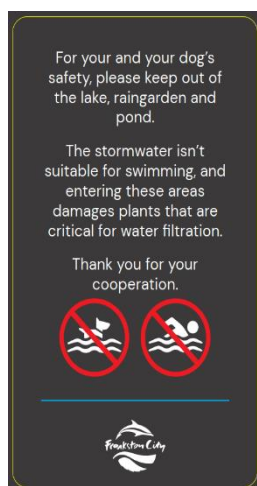 For your and your dog's
safety, please keep out of
the lake, raingarden and
pond.
The stormwater isn't
suitable for swimming, and
entering these areas
damages plants that are
critical for water filtration.
Thank you for your
cooperation.
Frankston City